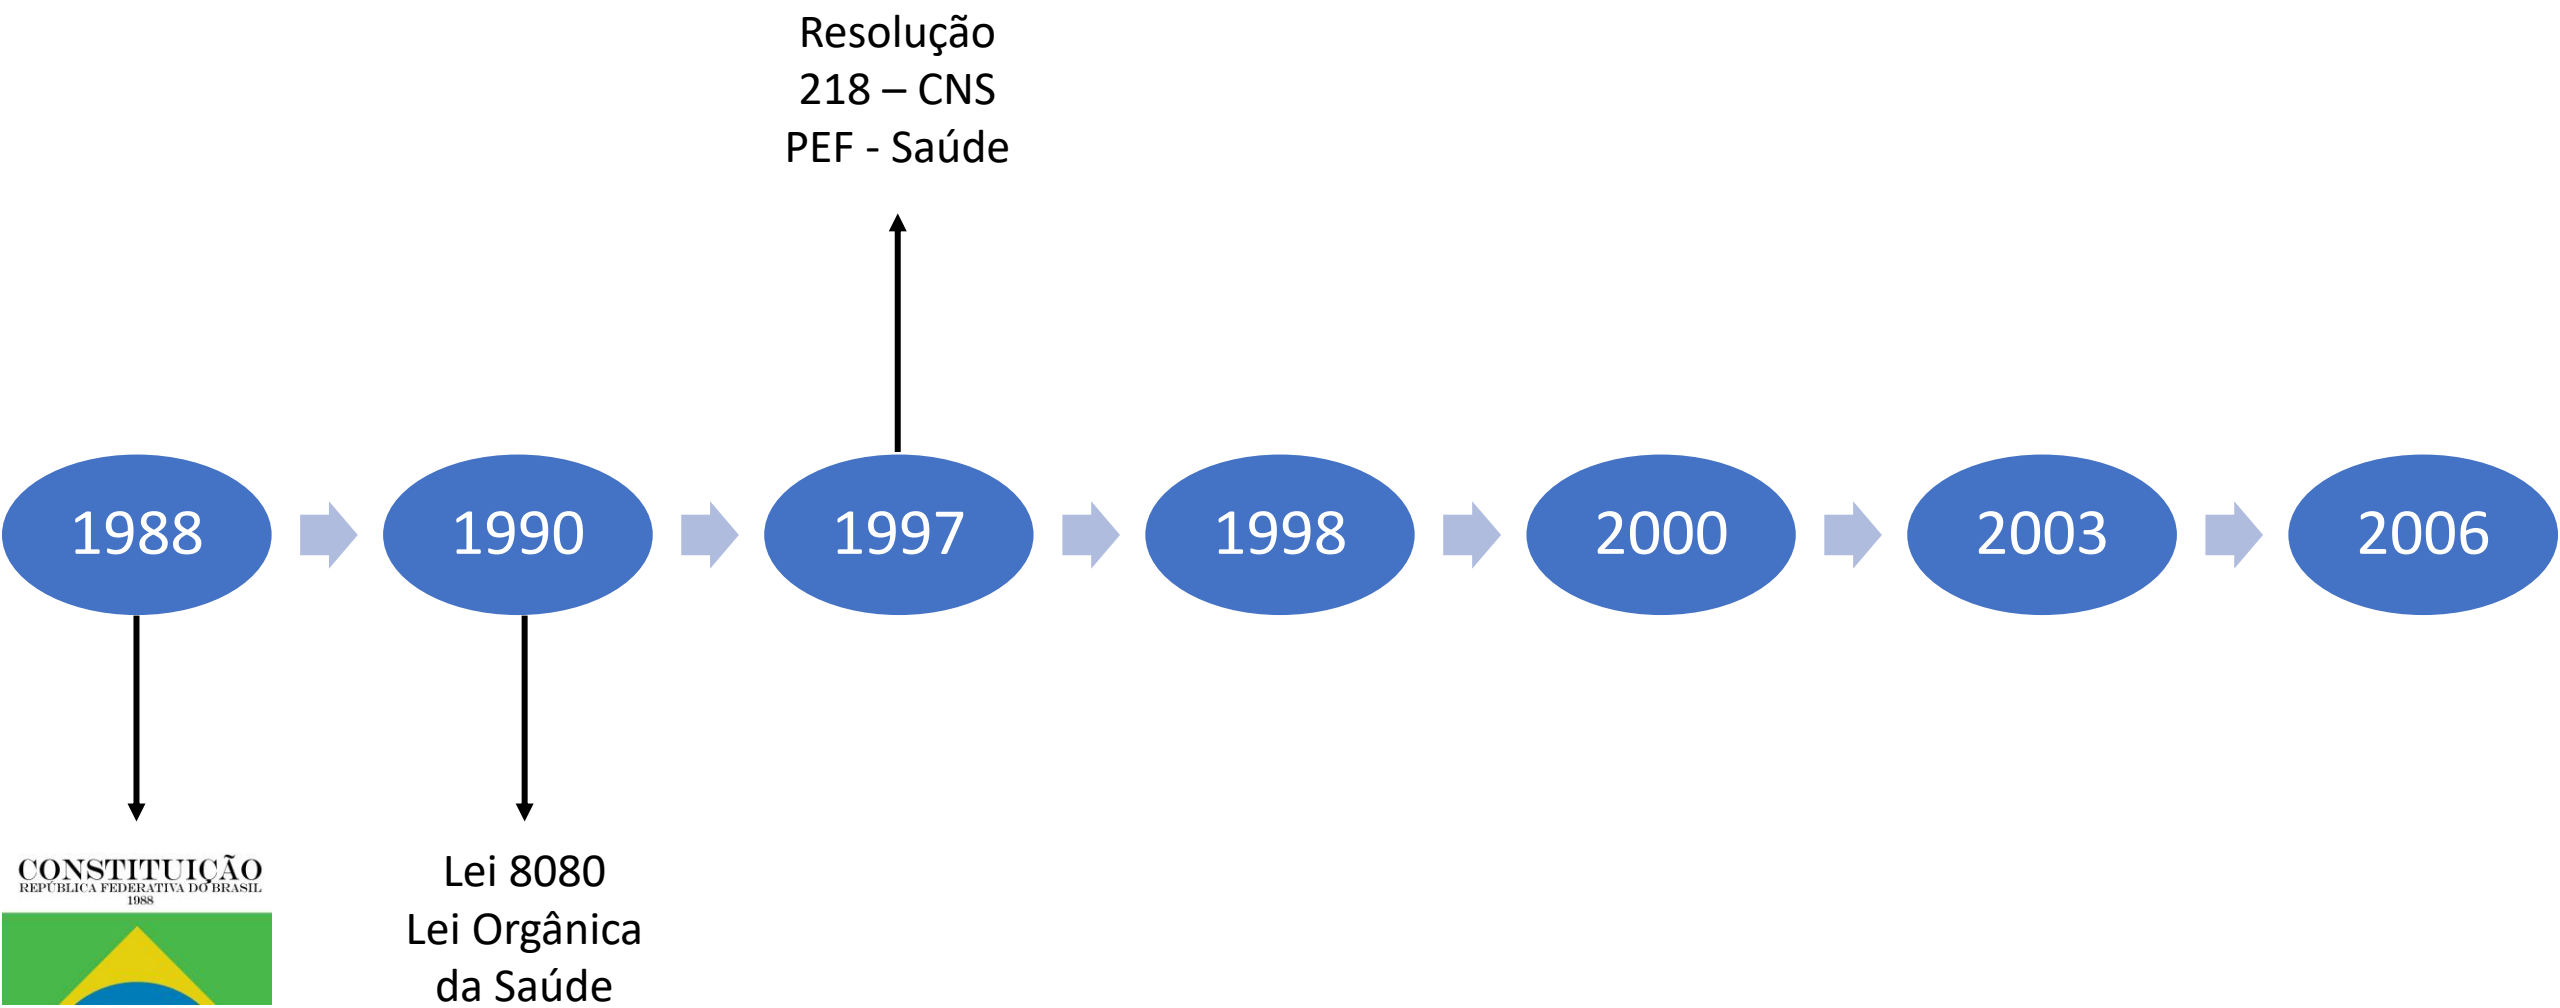 Resolução
218 – CNS
PEF - Saúde
1988
1990
1997
1998
2000
2003
2006
CONSTITUIÇÃO
REPÚBLICA FEDERATIVA DO BRASIL
1988
Lei 8080
Lei Orgânica
da Saúde